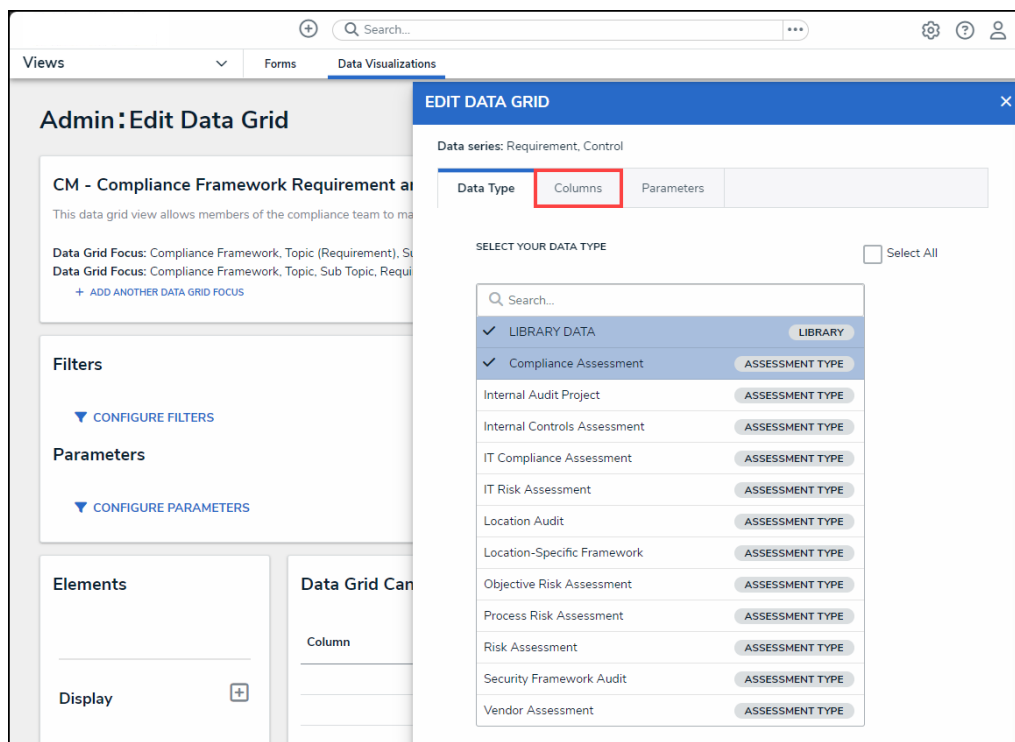 Search...
Views
Forms
Data Visualizations
Admin:Edit Data Grid
CM - Compliance Framework Requirement
This data grid view allows members of the compliance team to
Data Grid Focus: Compliance Framework, Topic (Requirement),
Data Grid Focus: Compliance Framework, Topic, Sub Topic,
+ ADD ANOTHER DATA GRID FOCUS
Filters
CONFIGURE FILTERS
Parameters
CONFIGURE PARAMETERS
Elements
Display
Data Grid
Column
EDIT DATA GRID
Data series: Requirement, Control
Data Type
Columns
Parameters
SELECT YOUR DATA TYPE
Select All
Search...
LIBRARY DATA LIBRARY
Compliance Assessment ASSESSMENT TYPE
Internal Audit Project ASSESSMENT TYPE
Internal Controls Assessment ASSESSMENT TYPE
IT Compliance Assessment ASSESSMENT TYPE
IT Risk Assessment ASSESSMENT TYPE
Location Audit ASSESSMENT TYPE
Location-Specific Framework ASSESSMENT TYPE
Objective Risk Assessment ASSESSMENT TYPE
Process Risk Assessment ASSESSMENT TYPE
Risk Assessment ASSESSMENT TYPE
Security Framework Audit ASSESSMENT TYPE
Vendor Assessment ASSESSMENT TYPE